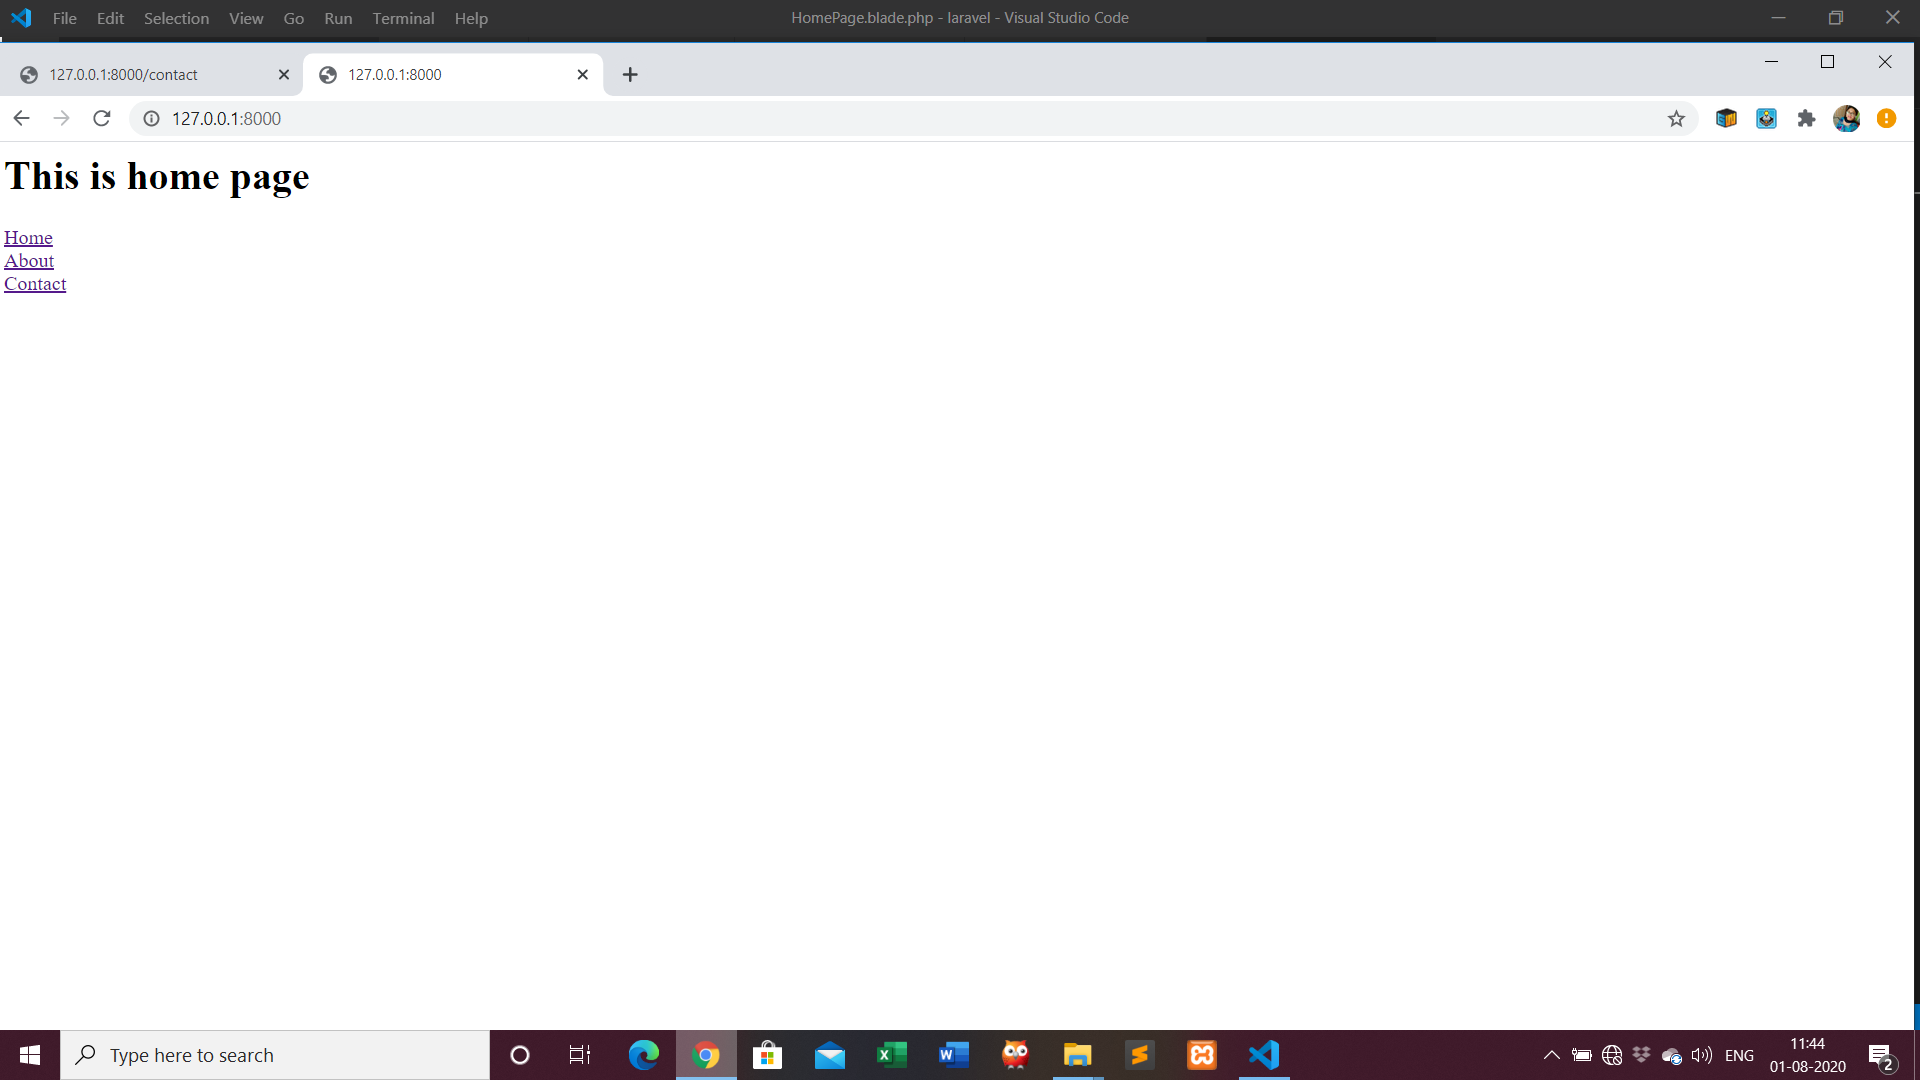 File Edit Selection View Go Run Terminal Help HomePage.blade.php - laravel - Visual Studio Code
127.0.0.1:8000/contact 127.0.0.1:8000
127.0.0.1:8000
This is home page
Home
About
Contact
Type here to search
ENG
11:44
01-08-2020
2